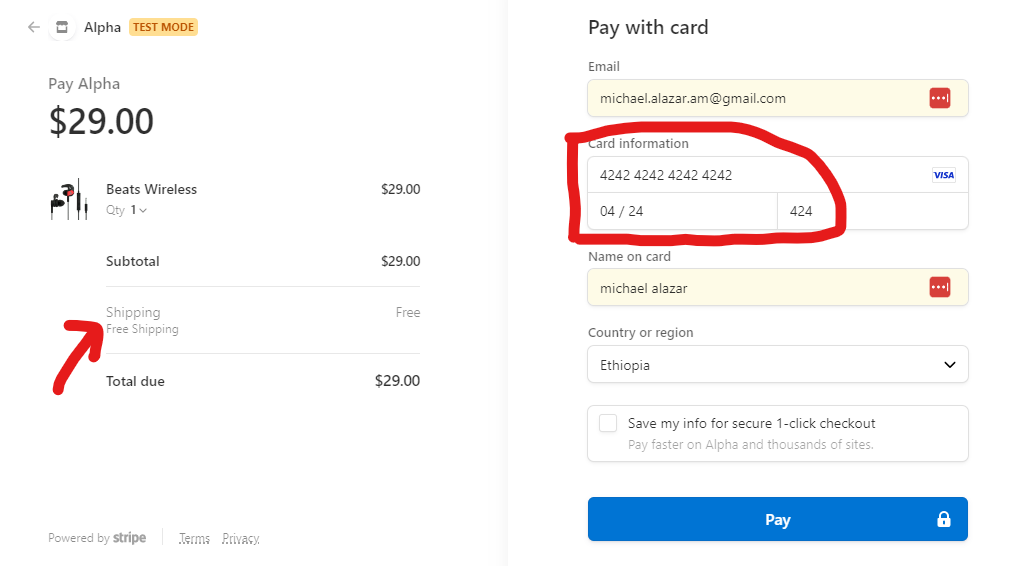 Alpha TEST MODE
Pay Alpha
$29.00
Beats Wireless $29.00
Qty 1
Subtotal $29.00
Shipping Free
Free Shipping
Total due $29.00
Powered by stripe Terms Privacy
Pay with card
Email
michael.alazar.am@gmail.com
Card information
4242 4242 4242 4242 VISA
04 / 24 424
Name on card
michael alazar
Country or region
Ethiopia
Save my info for secure 1-click checkout
Pay faster on Alpha and thousands of sites.
Pay